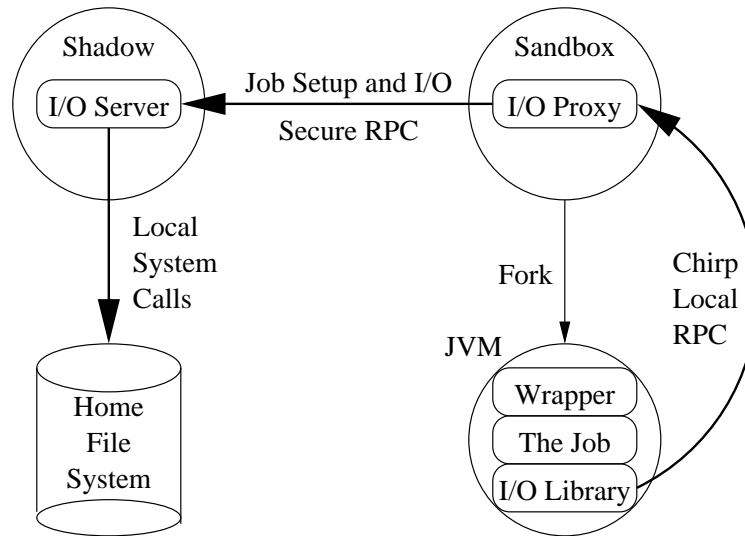 Shadow
I/O Server
Job Setup and I/O
Secure RPC
Sandbox
I/O Proxy
Local
System
Calls
Fork
Chirp
Local
RPC
Home
File
System
JVM
Wrapper
The Job
I/O Library